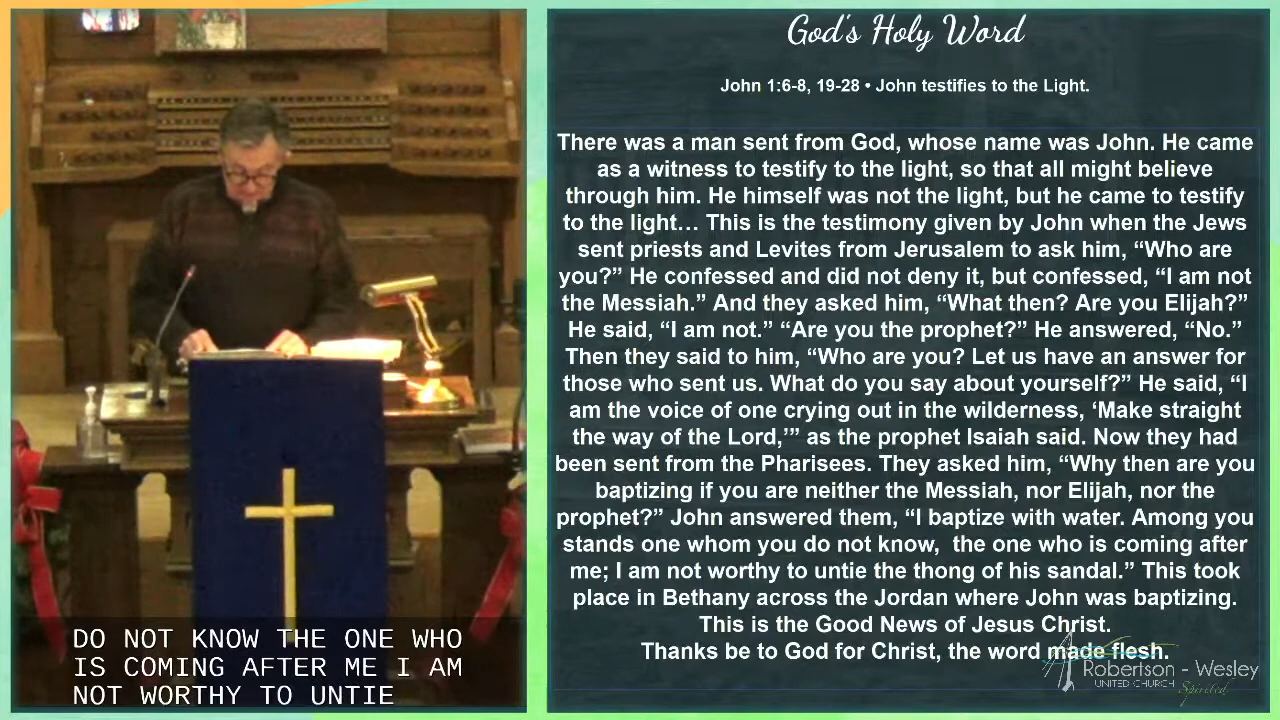 God's Holy Word
John 1:6-8, 19-28 • John testifies to the Light.
There was a man sent from God, whose name was John. He came
as a witness to testify to the light, so that all might believe
through him. He himself was not the light, but he came to testify
to the light… This is the testimony given by John when the Jews
sent priests and Levites from Jerusalem to ask him, “Who are
you?” He confessed and did not deny it, but confessed, “I am not
the Messiah.” And they asked him, “What then? Are you Elijah?”
He said, “I am not.” “Are you the prophet?” He answered, “No.”
Then they said to him, “Who are you? Let us have an answer for
those who sent us. What do you say about yourself?” He said, “I
am the voice of one crying out in the wilderness, ‘Make straight
the way of the Lord,’” as the prophet Isaiah said. Now they had
been sent from the Pharisees. They asked him, “Why then are you
baptizing if you are neither the Messiah, nor Elijah, nor the
prophet?” John answered them, “I baptize with water. Among you
stands one whom you do not know, the one who is coming after
me; I am not worthy to untie the thong of his sandal.” This took
place in Bethany across the Jordan where John was baptizing.
This is the Good News of Jesus Christ.
Thanks be to God for Christ, the word made flesh.
Robertson - Wesley
UNITED CHURCH
Spirited
DO NOT KNOW THE ONE WHO
IS COMING AFTER ME I AM
NOT WORTHY TO UNTIE